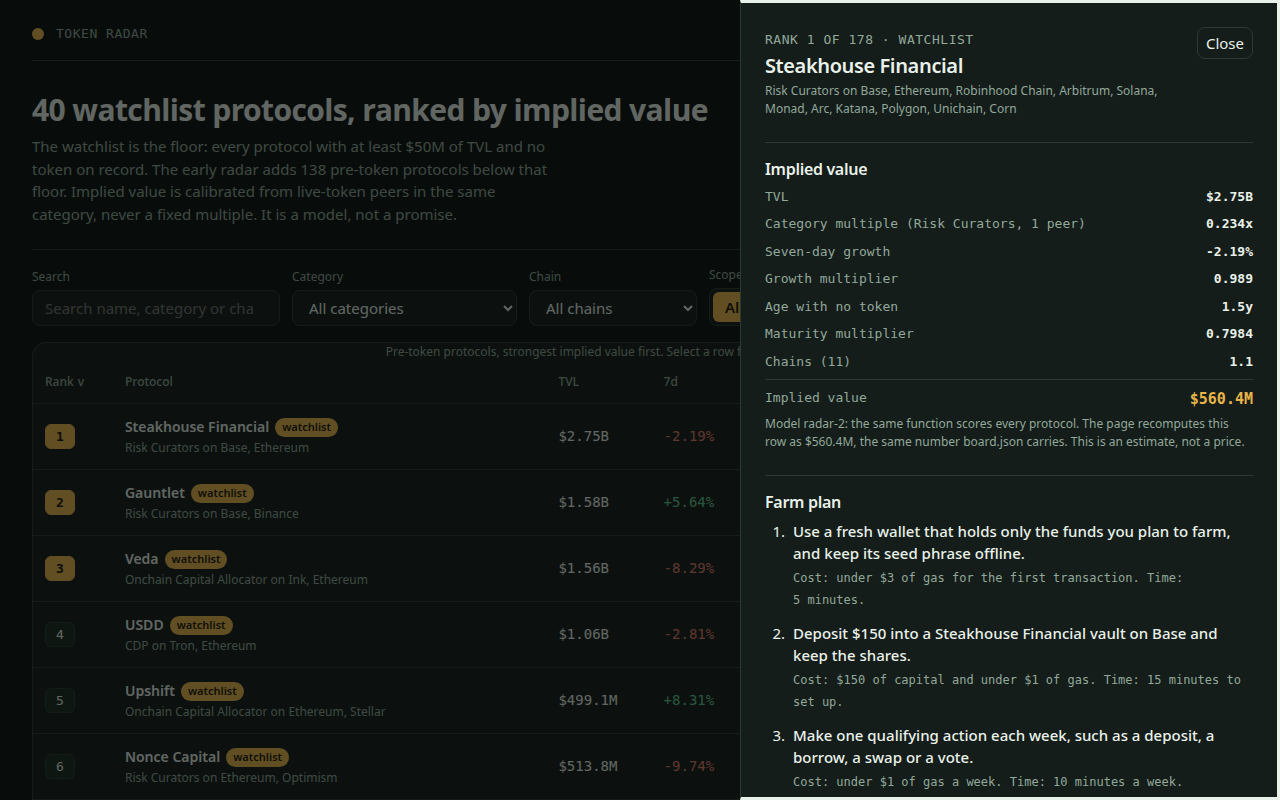 TOKEN RADAR
40 watchlist protocols, ranked by implied value
The watchlist is the floor: every protocol with at least $50M of TVL and no
token on record. The early radar adds 138 pre-token protocols below that
floor. Implied value is calibrated from live-token peers in the same
category, never a fixed multiple. It is a model, not a promise.
Search
Category
Chain
Scope
Search name, category or cha
All categories
All chains
Al
Pre-token protocols, strongest implied value first. Select a row f
Rank v
Protocol
TVL
7d
1
Steakhouse Financial watchlist
Risk Curators on Base, Ethereum
$2.75B
-2.19%
2
Gauntlet watchlist
Risk Curators on Base, Binance
$1.58B
+5.64%
3
Veda watchlist
Onchain Capital Allocator on Ink, Ethereum
$1.56B
-8.29%
4
USDD watchlist
CDP on Tron, Ethereum
$1.06B
-2.81%
5
Upshift watchlist
Onchain Capital Allocator on Ethereum, Stellar
$499.1M
+8.31%
6
Nonce Capital watchlist
Risk Curators on Ethereum, Optimism
$513.8M
-9.74%
RANK 1 OF 178 · WATCHLIST
Close
Steakhouse Financial
Risk Curators on Base, Ethereum, Robinhood Chain, Arbitrum, Solana,
Monad, Arc, Katana, Polygon, Unichain, Corn
Implied value
TVL $2.75B
Category multiple (Risk Curators, 1 peer) 0.234x
Seven-day growth -2.19%
Growth multiplier 0.989
Age with no token 1.5y
Maturity multiplier 0.7984
Chains (11) 1.1
Implied value $560.4M
Model radar-2: the same function scores every protocol. The page recomputes this
row as $560.4M, the same number board.json carries. This is an estimate, not a price.
Farm plan
1. Use a fresh wallet that holds only the funds you plan to farm,
and keep its seed phrase offline.
Cost: under $3 of gas for the first transaction. Time:
5 minutes.
2. Deposit $150 into a Steakhouse Financial vault on Base and
keep the shares.
Cost: $150 of capital and under $1 of gas. Time: 15 minutes to
set up.
3. Make one qualifying action each week, such as a deposit, a
borrow, a swap or a vote.
Cost: under $1 of gas a week. Time: 10 minutes a week.